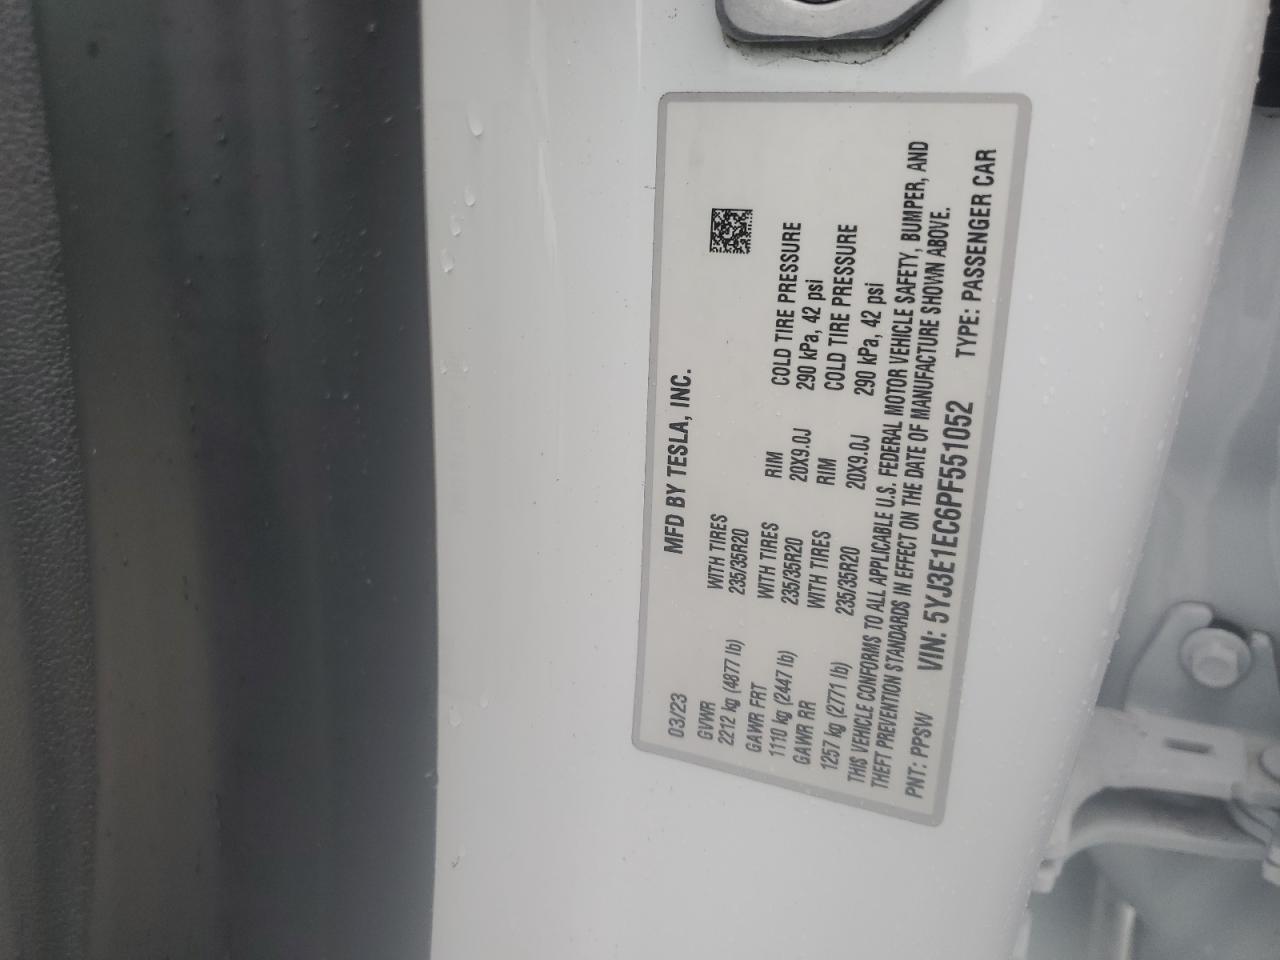 MFD BY TESLA, INC.
03/23
GVWR WITH TIRES
2212 kg (4877 lb) 235/35R20
GAWR FRT WITH TIRES RIM COLD TIRE PRESSURE
1110 kg (2447 lb) 235/35R20 20X9.0J 290 kPa, 42 psi
GAWR RR WITH TIRES RIM COLD TIRE PRESSURE
1257 kg (2771 lb) 235/35R20 20X9.0J 290 kPa, 42 psi
THIS VEHICLE CONFORMS TO ALL APPLICABLE U.S. FEDERAL MOTOR VEHICLE SAFETY, BUMPER, AND
THEFT PREVENTION STANDARDS IN EFFECT ON THE DATE OF MANUFACTURE SHOWN ABOVE.
PNT: PPSW VIN: 5YJ3E1EC6PF551052 TYPE: PASSENGER CAR